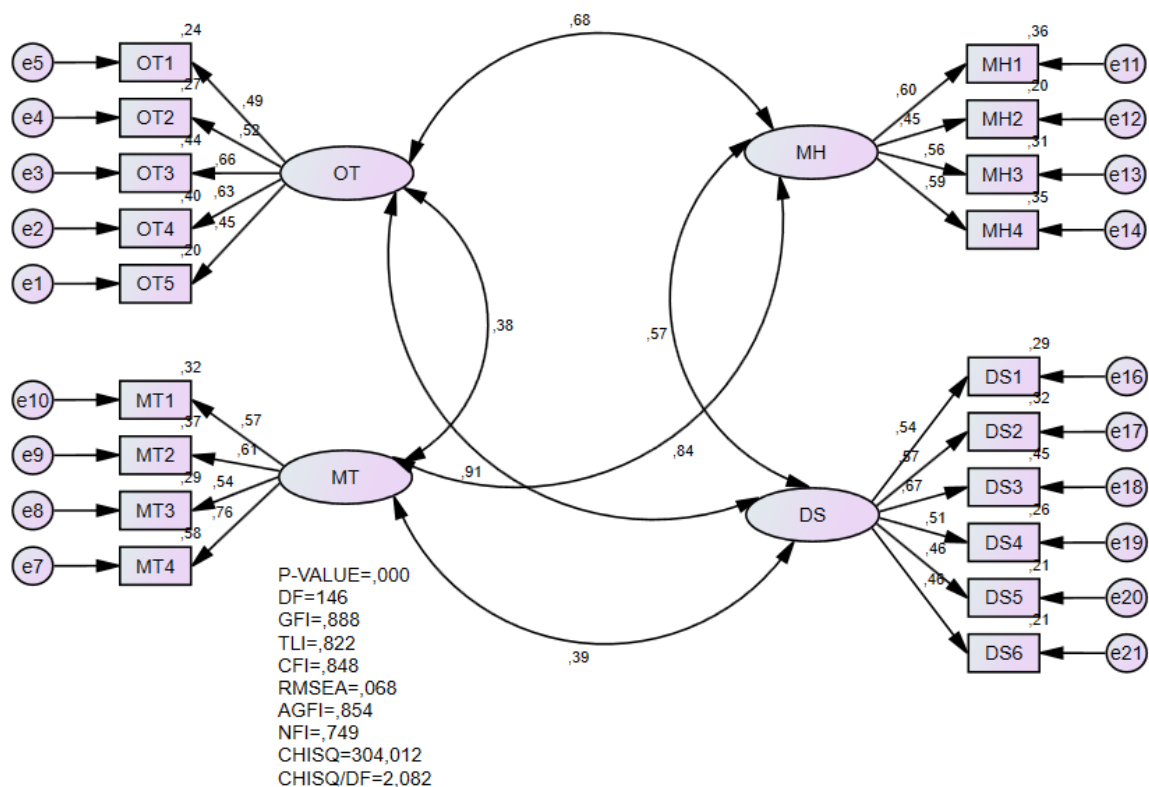 ,68
,24
e5
OT1
,27
,49
e4
OT2
,44
,52
e3
OT3
,66
OT
,40
,63
e2
OT4
,45
,20
e1
OT5
,36
MH1
e11
,60
,20
,45
MH2
e12
,31
MH
,56
MH3
e13
,59
,35
MH4
e14
,38
,57
,32
e10
MT1
,57
,37
e9
MT2
,61
,29
,54
MT
e8
MT3
,76
,58
e7
MT4
,91
,84
,29
DS1
e16
,32
,54
DS2
e17
,57
,45
,67
DS3
e18
DS
,26
,51
DS4
e19
,46
,21
DS5
e20
,46
,21
DS6
e21
,39
P-VALUE=,000
DF=146
GFI=,888
TLI=,822
CFI=,848
RMSEA=,068
AGFI=,854
NFI=,749
CHISQ=304,012
CHISQ/DF=2,082